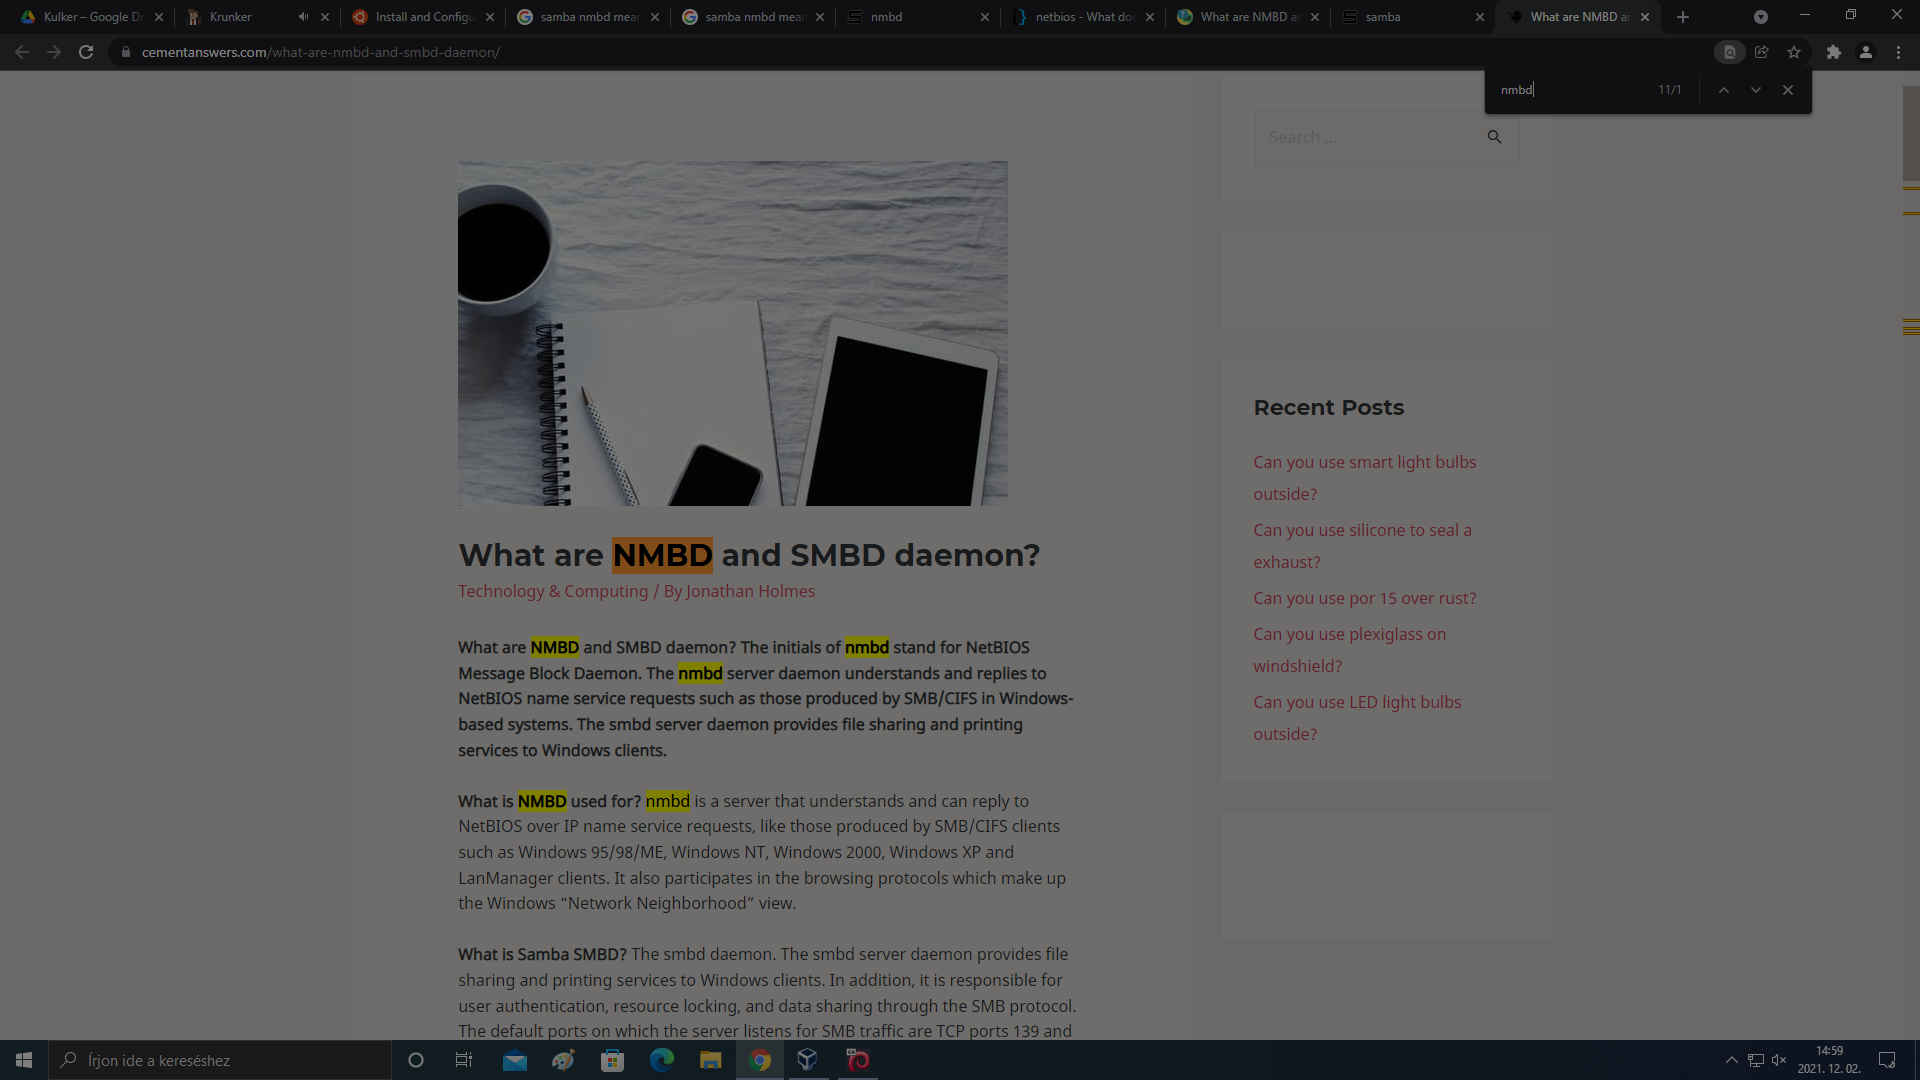 Kulker – Google Dr
Krunker
Install and Configu
samba nmbd mean
samba nmbd mean
nmbd
netbios - What doe
What are NMBD an
samba
What are NMBD an
cementanswers.com/what-are-nmbd-and-smbd-daemon/
nmbd
11/1
Search ...
What are NMBD and SMBD daemon?
Technology & Computing / By Jonathan Holmes
What are NMBD and SMBD daemon? The initials of nmbd stand for NetBIOS
Message Block Daemon. The nmbd server daemon understands and replies to
NetBIOS name service requests such as those produced by SMB/CIFS in Windows-
based systems. The smbd server daemon provides file sharing and printing
services to Windows clients.
What is NMBD used for? nmbd is a server that understands and can reply to
NetBIOS over IP name service requests, like those produced by SMB/CIFS clients
such as Windows 95/98/ME, Windows NT, Windows 2000, Windows XP and
LanManager clients. It also participates in the browsing protocols which make up
the Windows “Network Neighborhood” view.
What is Samba SMBD? The smbd daemon. The smbd server daemon provides file
sharing and printing services to Windows clients. In addition, it is responsible for
user authentication, resource locking, and data sharing through the SMB protocol.
The default ports on which the server listens for SMB traffic are TCP ports 139 and
Recent Posts
Can you use smart light bulbs
outside?
Can you use silicone to seal a
exhaust?
Can you use por 15 over rust?
Can you use plexiglass on
windshield?
Can you use LED light bulbs
outside?
Írjon ide a kereséshez
64
14:59
2021. 12. 02.